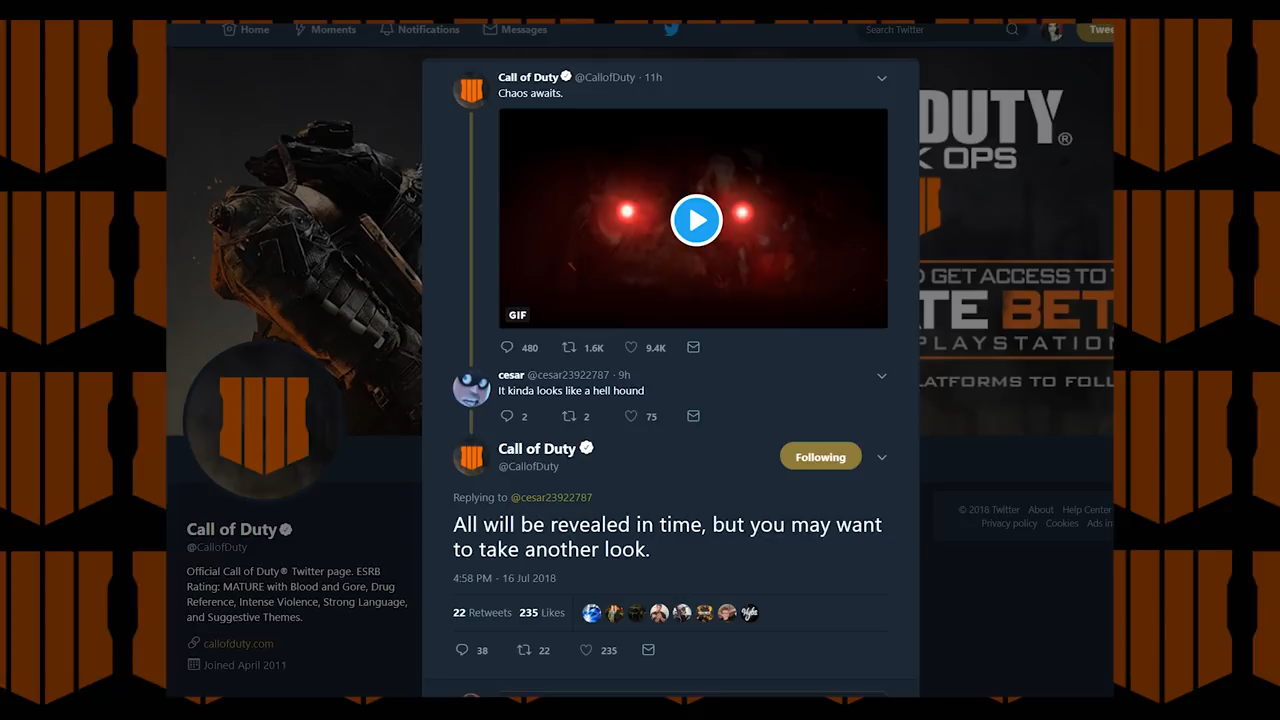 Home
Moments
Notifications
Messages
Search Twitter
Twee
Call of Duty @CallofDuty · 11h
Chaos awaits.
GIF
480 1.6K 9.4K
cesar @cesar23922787 · 9h
It kinda looks like a hell hound
2 2 75
Call of Duty
@CallofDuty
Following
Replying to @cesar23922787
All will be revealed in time, but you may want
to take another look.
4:58 PM - 16 Jul 2018
22 Retweets 235 Likes
38 22 235
Call of Duty
@CallofDuty
Official Call of Duty® Twitter page. ESRB
Rating: MATURE with Blood and Gore, Drug
Reference, Intense Violence, Strong Language,
and Suggestive Themes.
callofduty.com
Joined April 2011
DUTY®
K OPS
GET ACCESS TO
TE BET
PLAYSTATION
LATFORMS TO FOLL
© 2018 Twitter About Help Center
Privacy policy Cookies Ads in